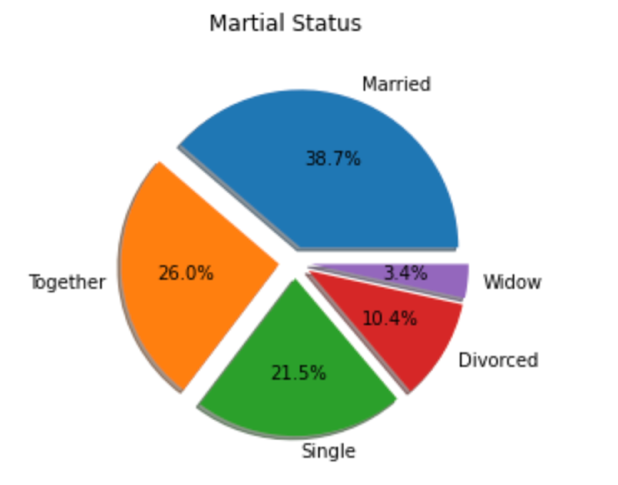 Martial Status
Married
38.7%
Together
26.0%
3.4%
Widow
10.4%
Divorced
21.5%
Single